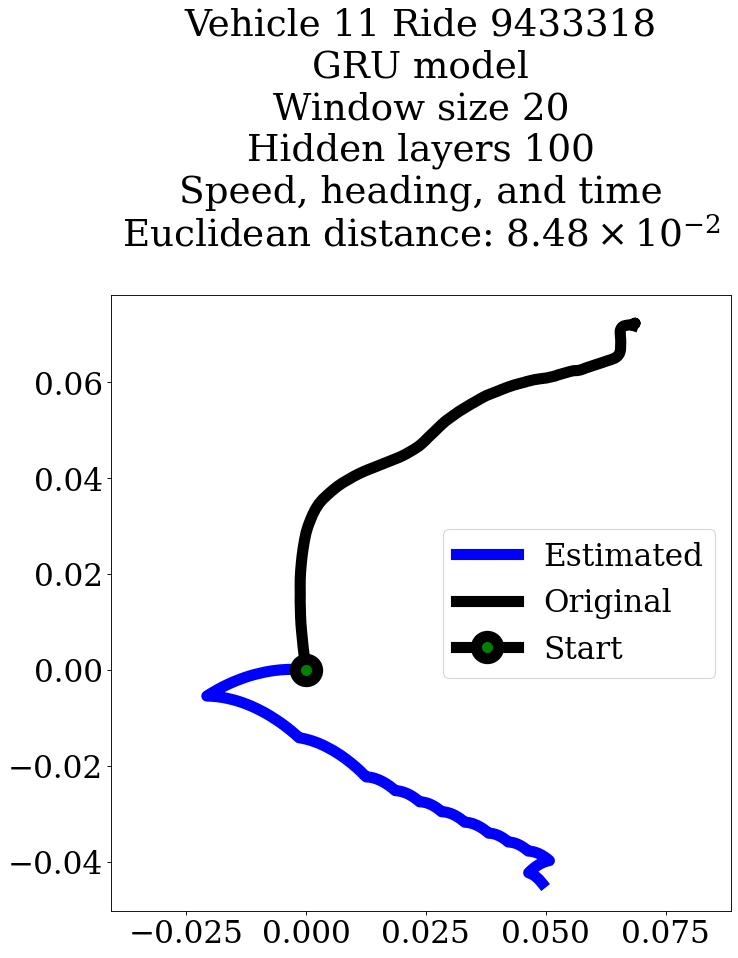 Vehicle 11 Ride 9433318
GRU model
Window size 20
Hidden layers 100
Speed, heading, and time
Euclidean distance: 8.48 × 10⁻²
0.06
0.04
0.02
0.00
−0.02
−0.04
Estimated
Original
Start
−0.025 0.000 0.025 0.050 0.075